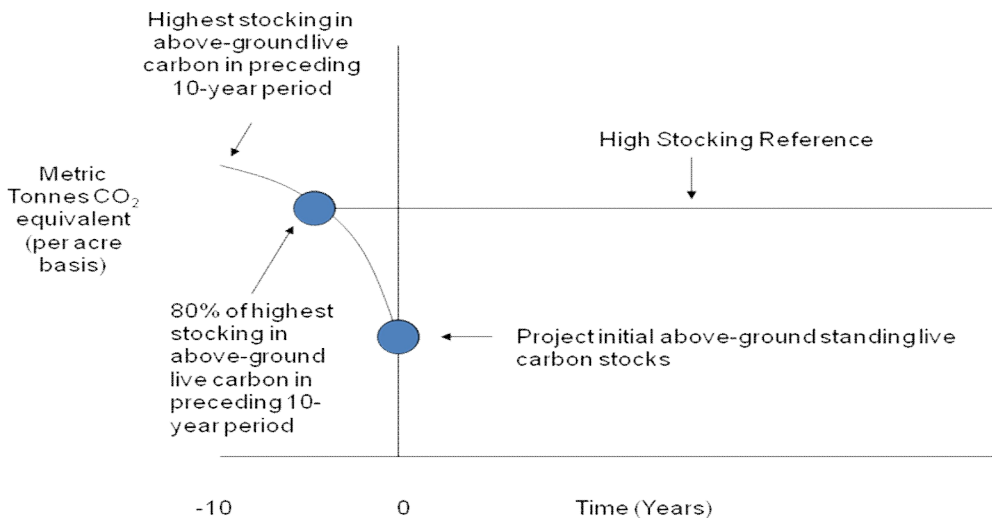 Highest stocking in
above-ground live
carbon in preceding
10-year period
High Stocking Reference
Metric
Tonnes CO₂
equivalent
(per acre
basis)
80% of highest
stocking in
above-ground
live carbon in
preceding 10-
year period
Project initial above-ground standing live
carbon stocks
-10
0
Time (Years)